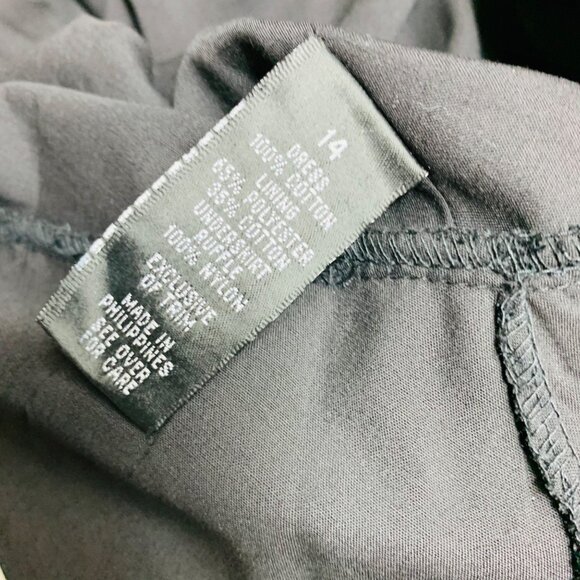 14
DRESS
100% COTTON
LINING
65% POLYESTER
35% COTTON
UNDERSKIRT
RUFFLE
100% NYLON
EXCLUSIVE
OF TRIM
MADE IN
PHILIPPINES
SEE OVER
FOR CARE